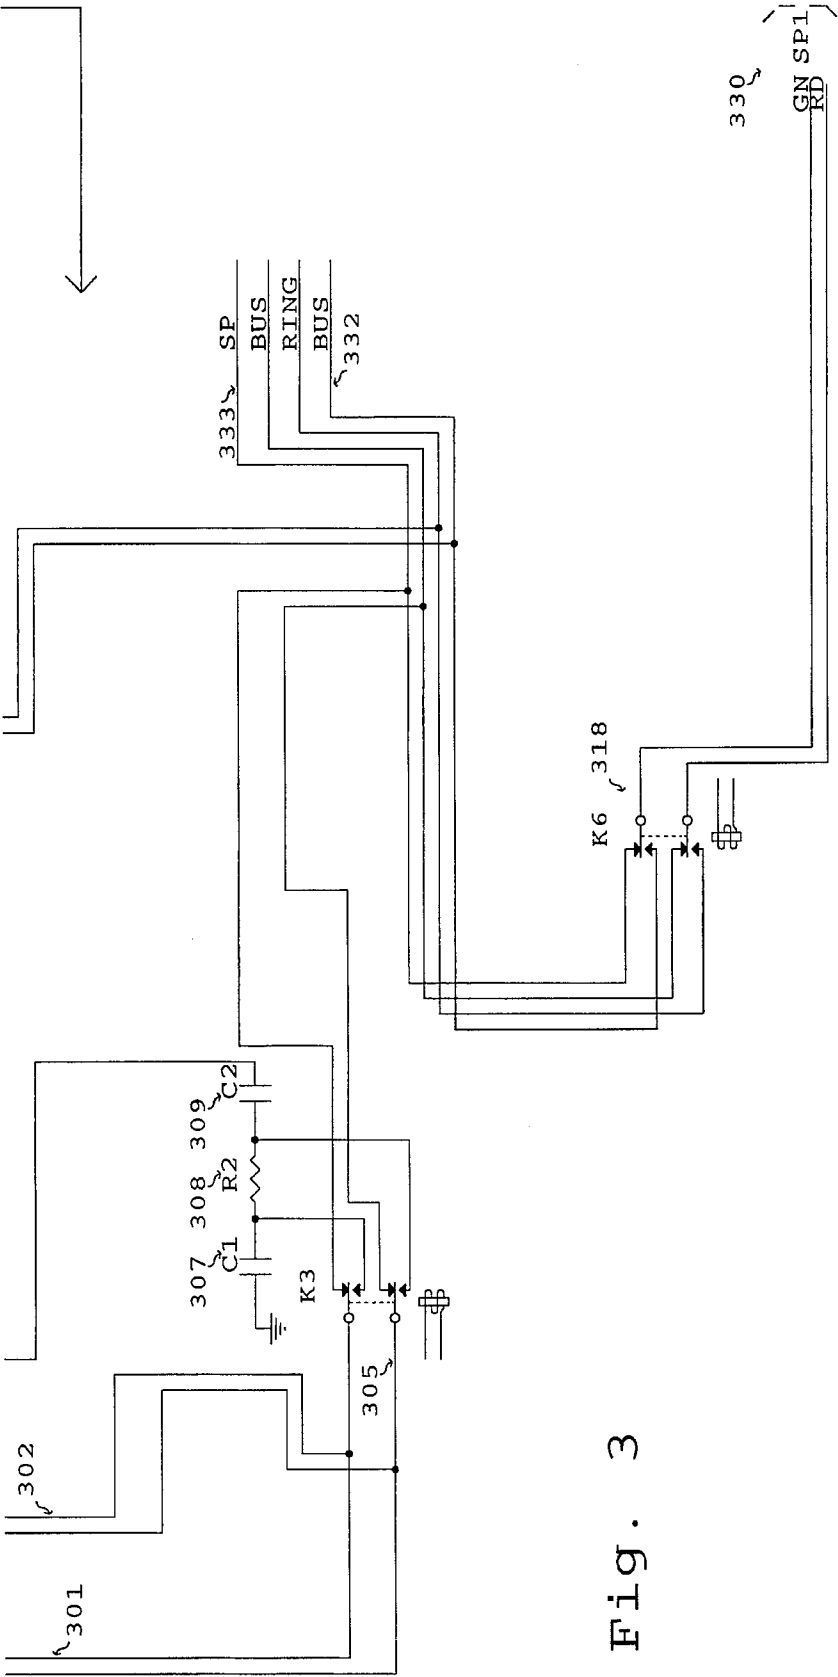 301
302
305
307
C1
308
R2
309
C2
K3
333
SP
BUS
RING
BUS
332
K6
318
330
GN SP1
RD
Fig. 3